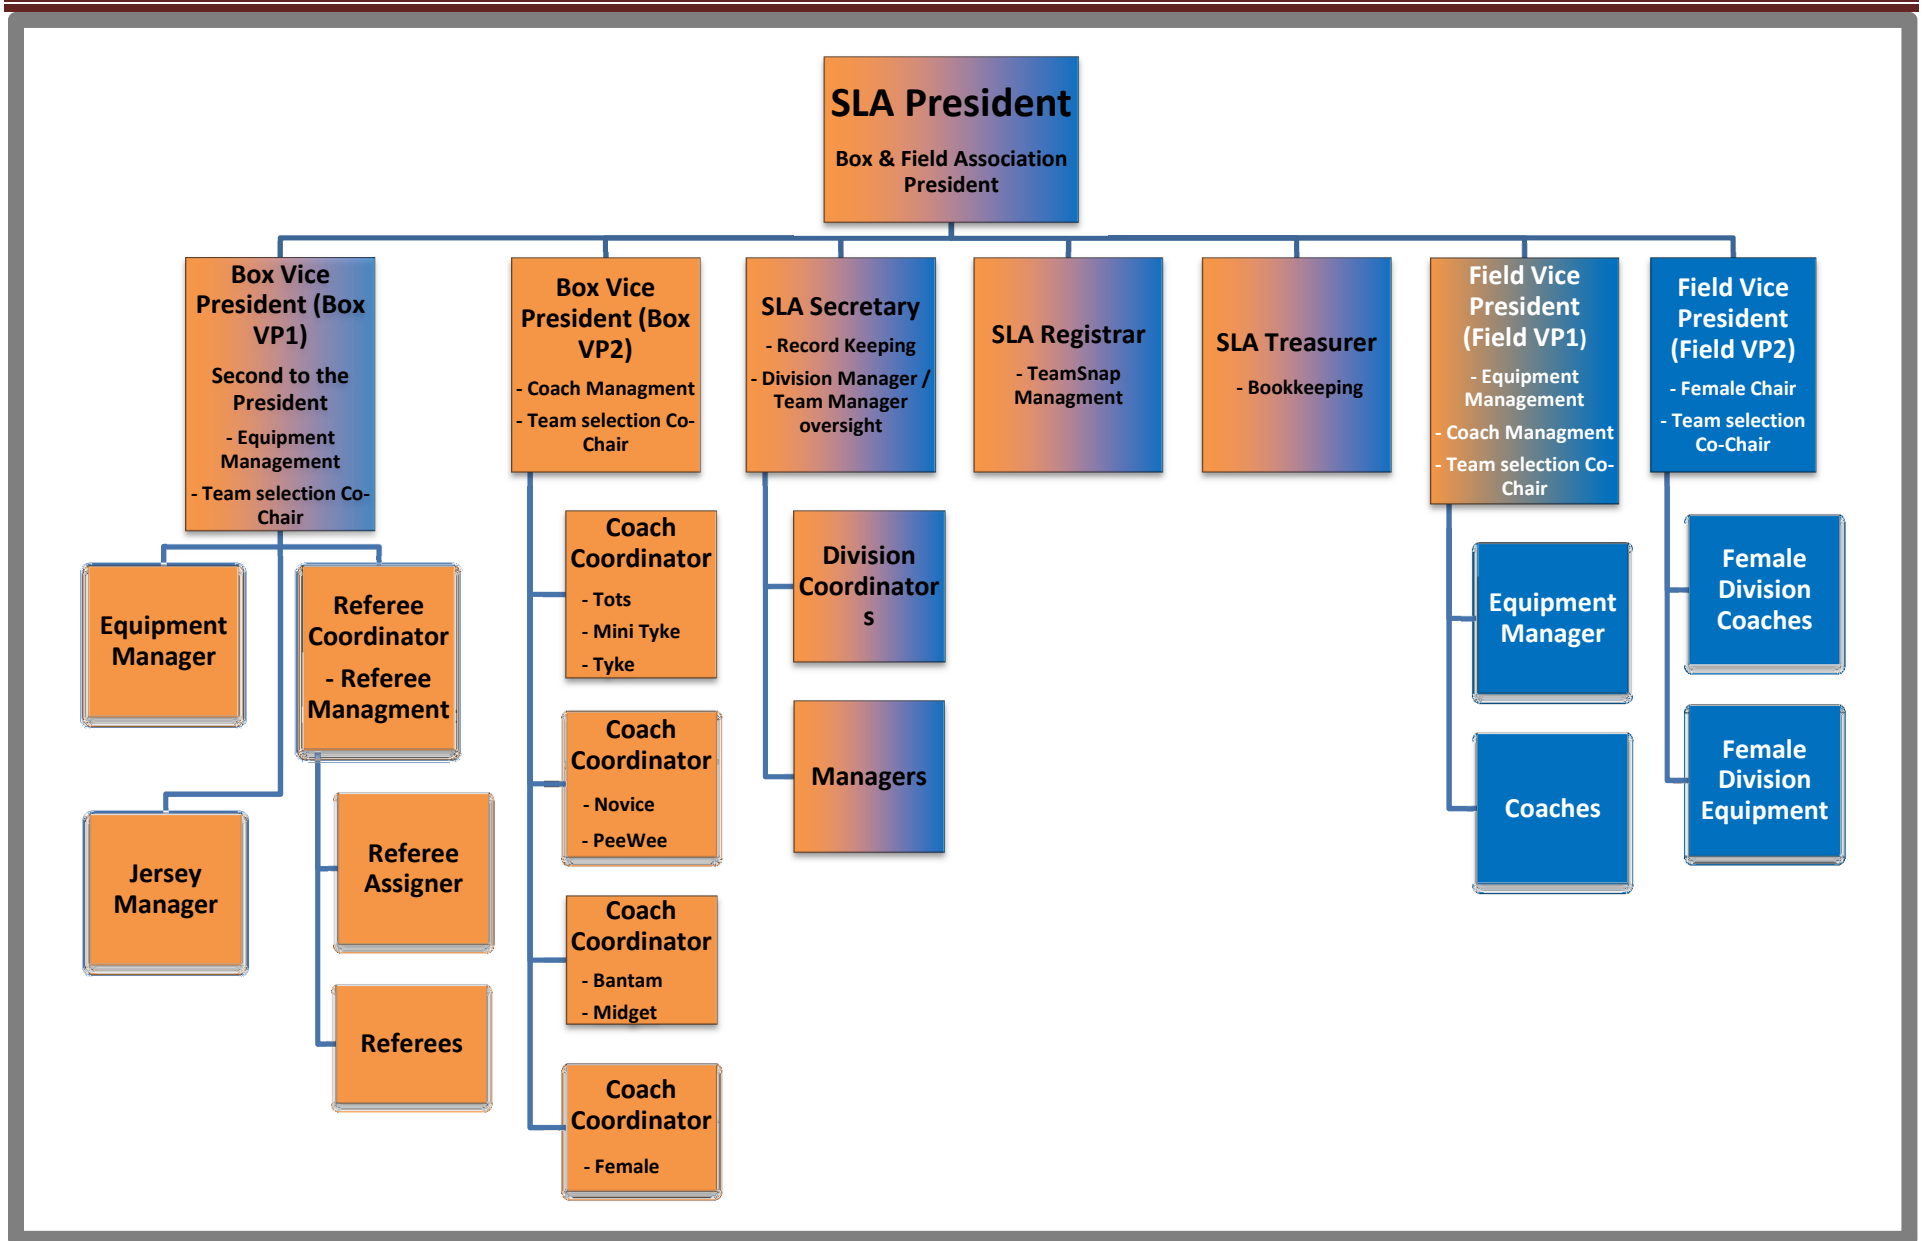 SLA President
Box & Field Association
President
Box Vice
President (Box
VP1)
Second to the
President
- Equipment
Management
- Team selection Co-
Chair
Box Vice
President (Box
VP2)
- Coach Managment
- Team selection Co-
Chair
SLA Secretary
- Record Keeping
- Division Manager /
Team Manager
oversight
SLA Registrar
- TeamSnap
Managment
SLA Treasurer
- Bookkeeping
Field Vice
President
(Field VP1)
- Equipment
Management
- Coach Managment
- Team selection Co-
Chair
Field Vice
President
(Field VP2)
- Female Chair
- Team selection
Co-Chair
Equipment
Manager
Referee
Coordinator
- Referee
Managment
Jersey
Manager
Referee
Assigner
Referees
Coach
Coordinator
- Tots
- Mini Tyke
- Tyke
Coach
Coordinator
- Novice
- PeeWee
Coach
Coordinator
- Bantam
- Midget
Coach
Coordinator
- Female
Division
Coordinator
s
Managers
Equipment
Manager
Coaches
Female
Division
Coaches
Female
Division
Equipment